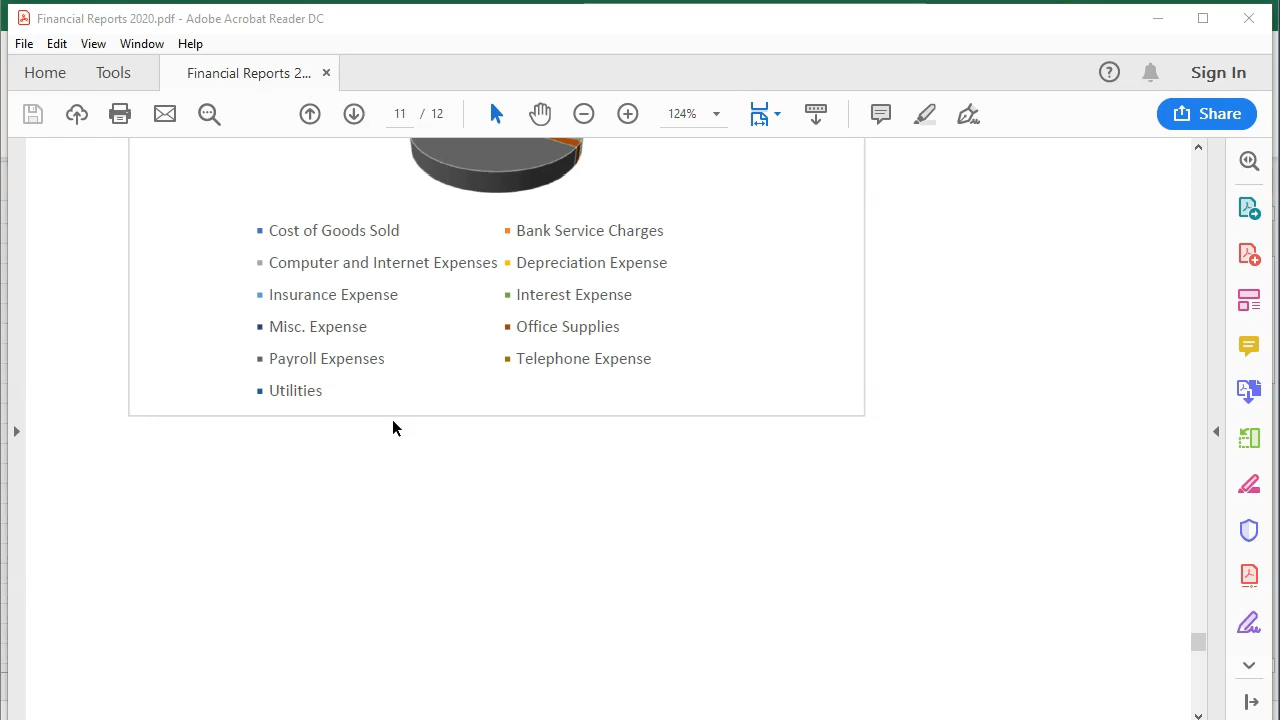 Financial Reports 2020.pdf - Adobe Acrobat Reader DC
File Edit View Window Help
Home Tools Financial Reports 2... × Sign In
11 / 12 124% Share
Cost of Goods Sold Bank Service Charges
Computer and Internet Expenses Depreciation Expense
Insurance Expense Interest Expense
Misc. Expense Office Supplies
Payroll Expenses Telephone Expense
Utilities